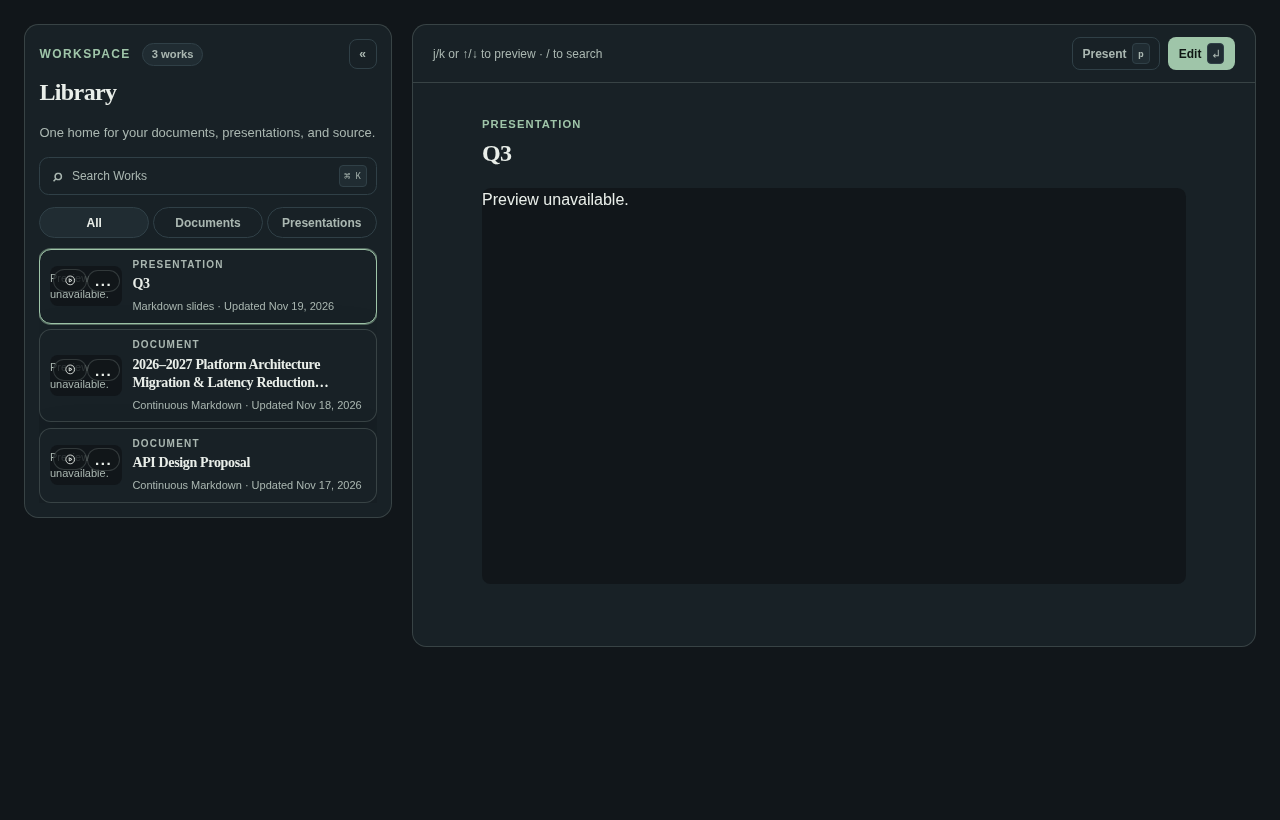 WORKSPACE 3 works «
Library
One home for your documents, presentations, and source.
Search Works ⌘ K
All Documents Presentations
PRESENTATION
Q3
Markdown slides · Updated Nov 19, 2026
unavailable.
...
DOCUMENT
2026–2027 Platform Architecture
Migration & Latency Reduction…
Continuous Markdown · Updated Nov 18, 2026
unavailable.
...
DOCUMENT
API Design Proposal
Continuous Markdown · Updated Nov 17, 2026
unavailable.
...
j/k or ↑/↓ to preview · / to search
Present p Edit ↲
PRESENTATION
Q3
Preview unavailable.